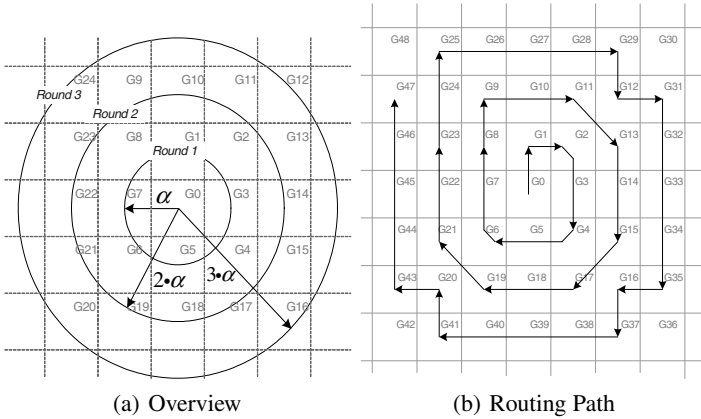 G24 G9 G10 G11 G12
Round 3
Round 2
G23 G8 G1 G2 G13
Round 1
G22 G7 G0 G3 G14
α
G21 G6 G5 G4 G15
2•α
3•α
G20 G19 G18 G17 G16
(a) Overview
G48 G25 G26 G27 G28 G29 G30
G47 G24 G9 G10 G11 G12 G31
G46 G23 G8 G1 G2 G13 G32
G45 G22 G7 G0 G3 G14 G33
G44 G21 G6 G5 G4 G15 G34
G43 G20 G19 G18 G17 G16 G35
G42 G41 G40 G39 G38 G37 G36
(b) Routing Path